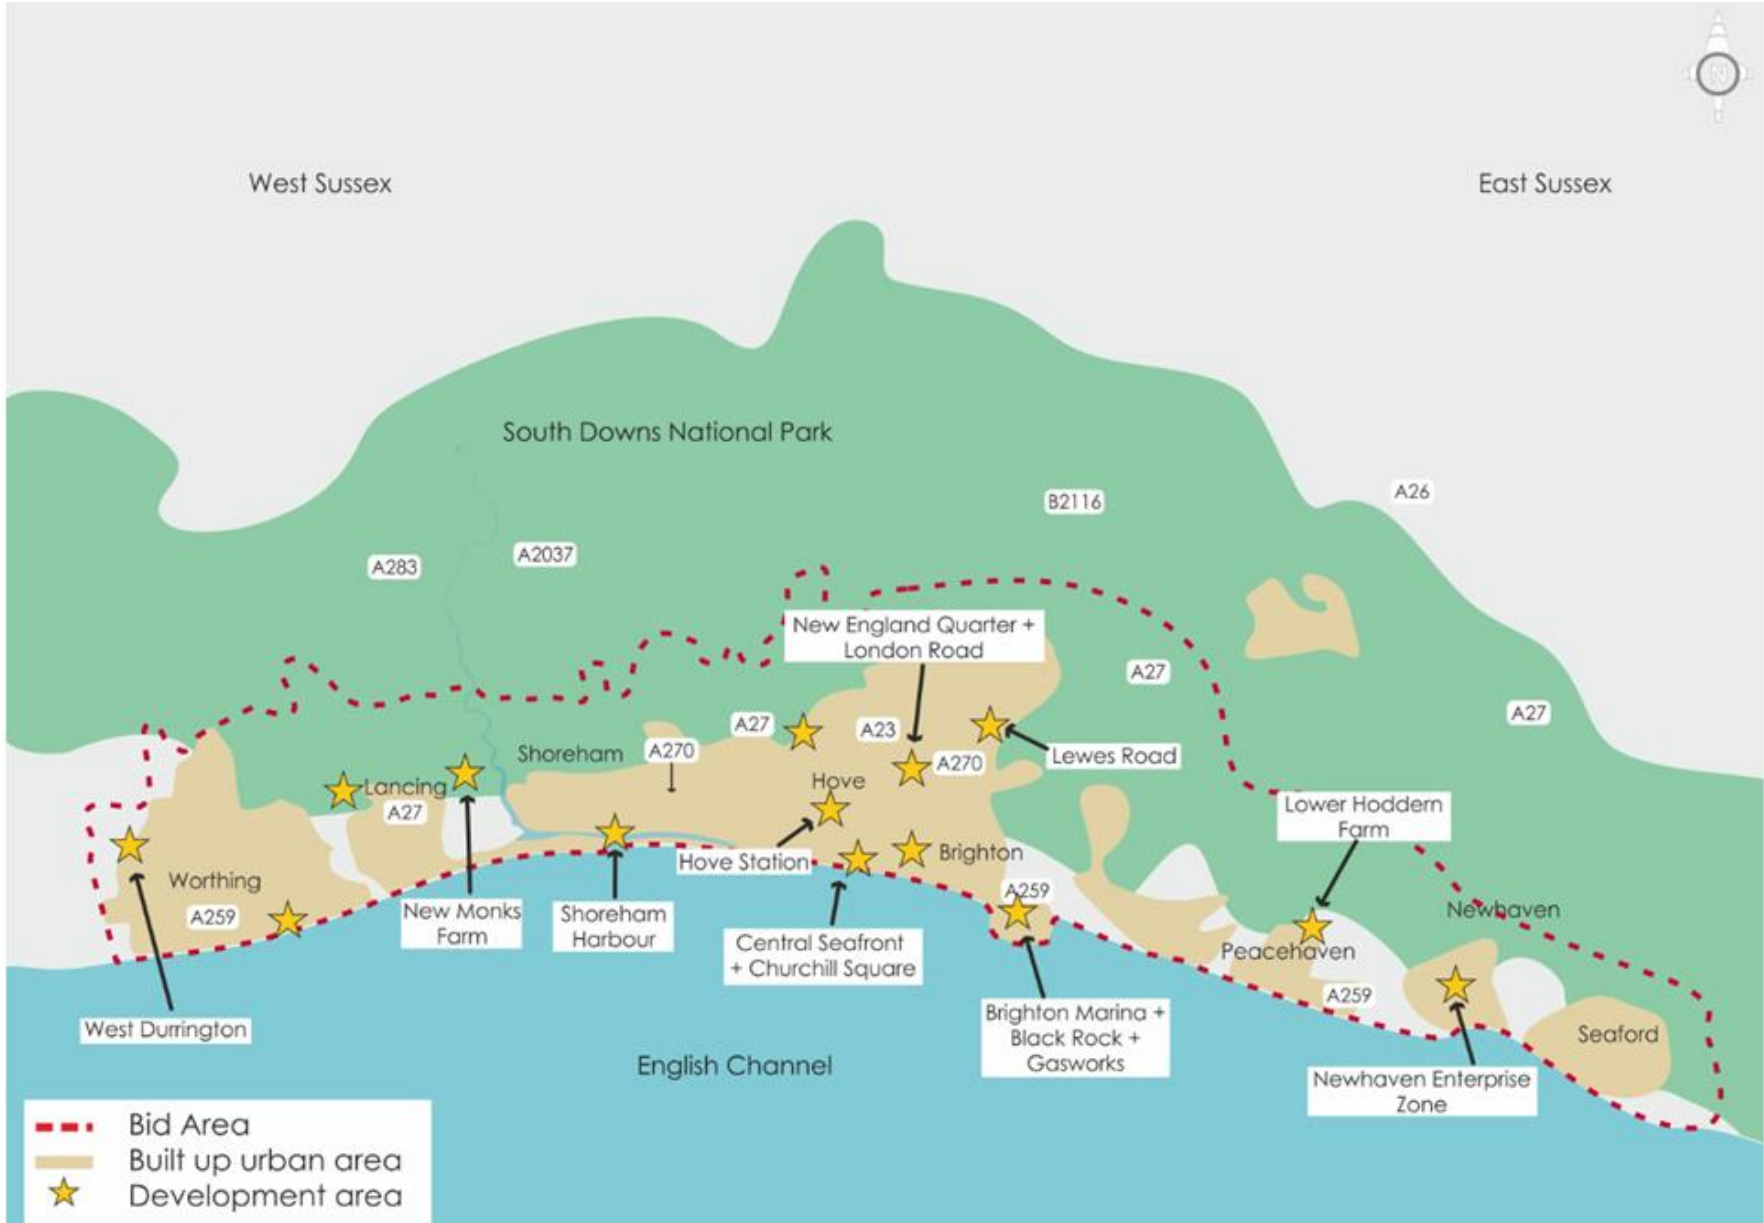 N
West Sussex
East Sussex
South Downs National Park
A26
B2116
A2037
A283
New England Quarter +
London Road
A27
A27
A27
A23
Shoreham
A270
Lewes Road
A270
Hove
Lancing
A27
Lower Hoddern
Farm
Hove Station
Brighton
Worthing
A259
A259
New Monks
Farm
Shoreham
Harbour
Newhaven
Central Seafront
+ Churchill Square
Peacehaven
A259
West Durrington
Brighton Marina +
Black Rock +
Gasworks
Seaford
English Channel
Newhaven Enterprise
Zone
Bid Area
Built up urban area
Development area